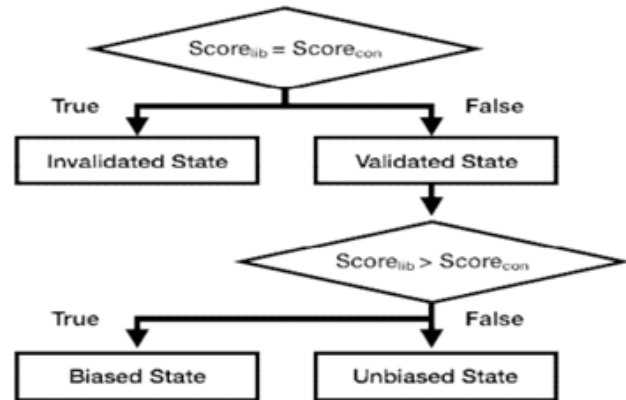 Score_lib = Score_con
True False
Invalidated State Validated State
Score_lib > Score_con
True False
Biased State Unbiased State